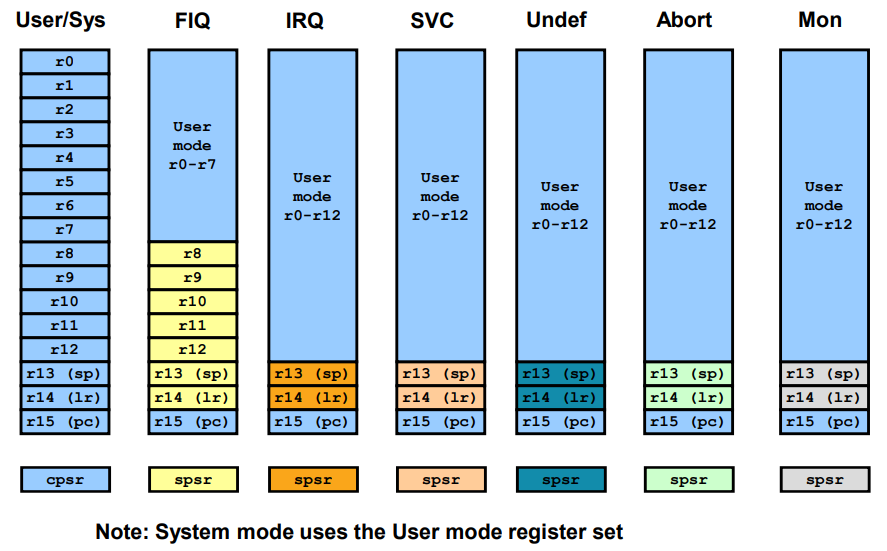 User/Sys
FIQ
IRQ
SVC
Undef
Abort
Mon
r0
r1
r2
r3
r4
r5
r6
r7
r8
r9
r10
r11
r12
r13 (sp)
r14 (lr)
r15 (pc)
cpsr
User
mode
r0-r7
r8
r9
r10
r11
r12
r13 (sp)
r14 (lr)
r15 (pc)
spsr
User
mode
r0-r12
r13 (sp)
r14 (lr)
r15 (pc)
spsr
User
mode
r0-r12
r13 (sp)
r14 (lr)
r15 (pc)
spsr
User
mode
r0-r12
r13 (sp)
r14 (lr)
r15 (pc)
spsr
User
mode
r0-r12
r13 (sp)
r14 (lr)
r15 (pc)
spsr
User
mode
r0-r12
r13 (sp)
r14 (lr)
r15 (pc)
spsr
Note: System mode uses the User mode register set